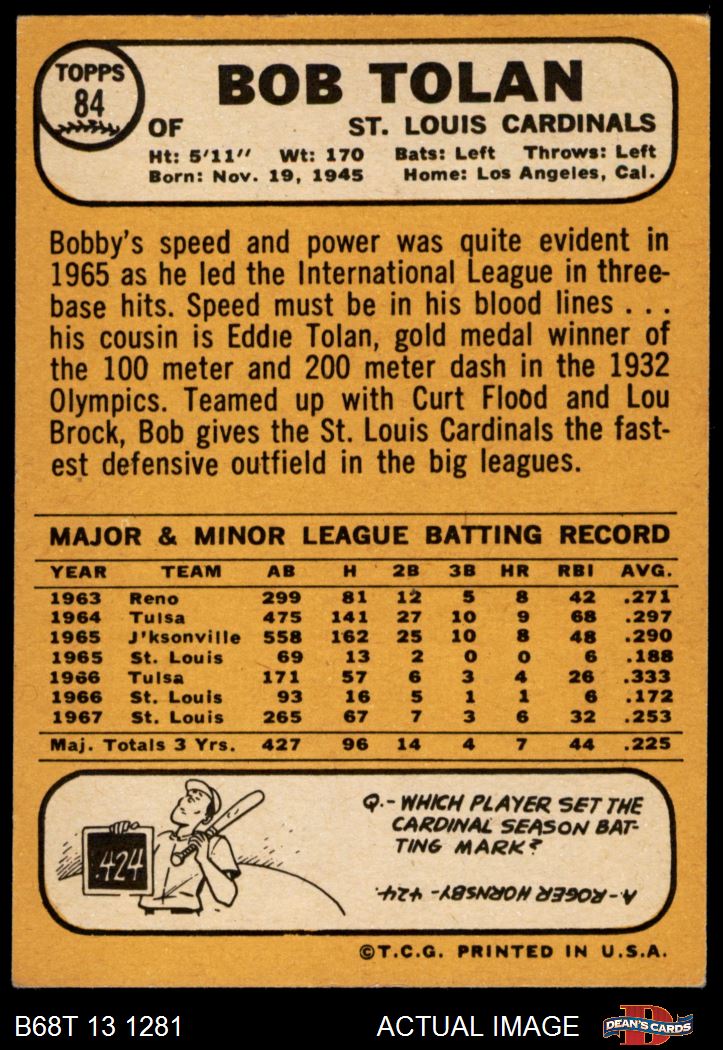 TOPPS
84
BOB TOLAN
OF ST. LOUIS CARDINALS
Ht: 5'11" Wt: 170 Bats: Left Throws: Left
Born: Nov. 19, 1945 Home: Los Angeles, Cal.
Bobby's speed and power was quite evident in
1965 as he led the International League in three-
base hits. Speed must be in his blood lines . . .
his cousin is Eddie Tolan, gold medal winner of
the 100 meter and 200 meter dash in the 1932
Olympics. Teamed up with Curt Flood and Lou
Brock, Bob gives the St. Louis Cardinals the fast-
est defensive outfield in the big leagues.
MAJOR & MINOR LEAGUE BATTING RECORD
YEAR TEAM AB H 2B 3B HR RBI AVG.
1963 Reno 299 81 12 5 8 42 .271
1964 Tulsa 475 141 27 10 9 68 .297
1965 J'ksonville 558 162 25 10 8 48 .290
1965 St. Louis 69 13 2 0 0 6 .188
1966 Tulsa 171 57 6 3 4 26 .333
1966 St. Louis 93 16 5 1 1 6 .172
1967 St. Louis 265 67 7 3 6 32 .253
Maj. Totals 3 Yrs. 427 96 14 4 7 44 .225
.424
Q.- WHICH PLAYER SET THE
CARDINAL SEASON BAT-
TING MARK?
A- ROGER HORNSBY- 424.
©T.C.G. PRINTED IN U.S.A.
B68T 13 1281 ACTUAL IMAGE
D
DEAN'S CARDS